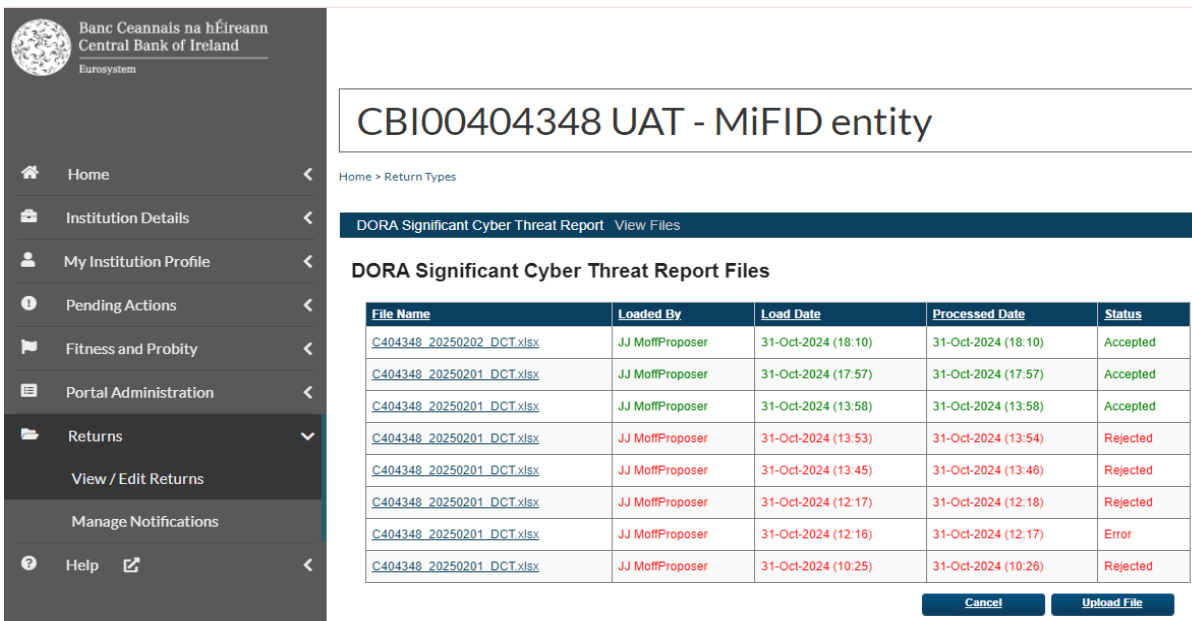 Banc Ceannais na hÉireann
Central Bank of Ireland
Eurosystem
Home
Institution Details
My Institution Profile
Pending Actions
Fitness and Probity
Portal Administration
Returns
View / Edit Returns
Manage Notifications
Help
CBI00404348 UAT - MiFID entity
Home > Return Types
DORA Significant Cyber Threat Report View Files
DORA Significant Cyber Threat Report Files
File Name Loaded By Load Date Processed Date Status
C404348_20250202_DCT.xlsx JJ MoffProposer 31-Oct-2024 (18:10) 31-Oct-2024 (18:10) Accepted
C404348_20250201_DCT.xlsx JJ MoffProposer 31-Oct-2024 (17:57) 31-Oct-2024 (17:57) Accepted
C404348_20250201_DCT.xlsx JJ MoffProposer 31-Oct-2024 (13:58) 31-Oct-2024 (13:58) Accepted
C404348_20250201_DCT.xlsx JJ MoffProposer 31-Oct-2024 (13:53) 31-Oct-2024 (13:54) Rejected
C404348_20250201_DCT.xlsx JJ MoffProposer 31-Oct-2024 (13:45) 31-Oct-2024 (13:46) Rejected
C404348_20250201_DCT.xlsx JJ MoffProposer 31-Oct-2024 (12:17) 31-Oct-2024 (12:18) Rejected
C404348_20250201_DCT.xlsx JJ MoffProposer 31-Oct-2024 (12:16) 31-Oct-2024 (12:17) Error
C404348_20250201_DCT.xlsx JJ MoffProposer 31-Oct-2024 (10:25) 31-Oct-2024 (10:26) Rejected
Cancel Upload File